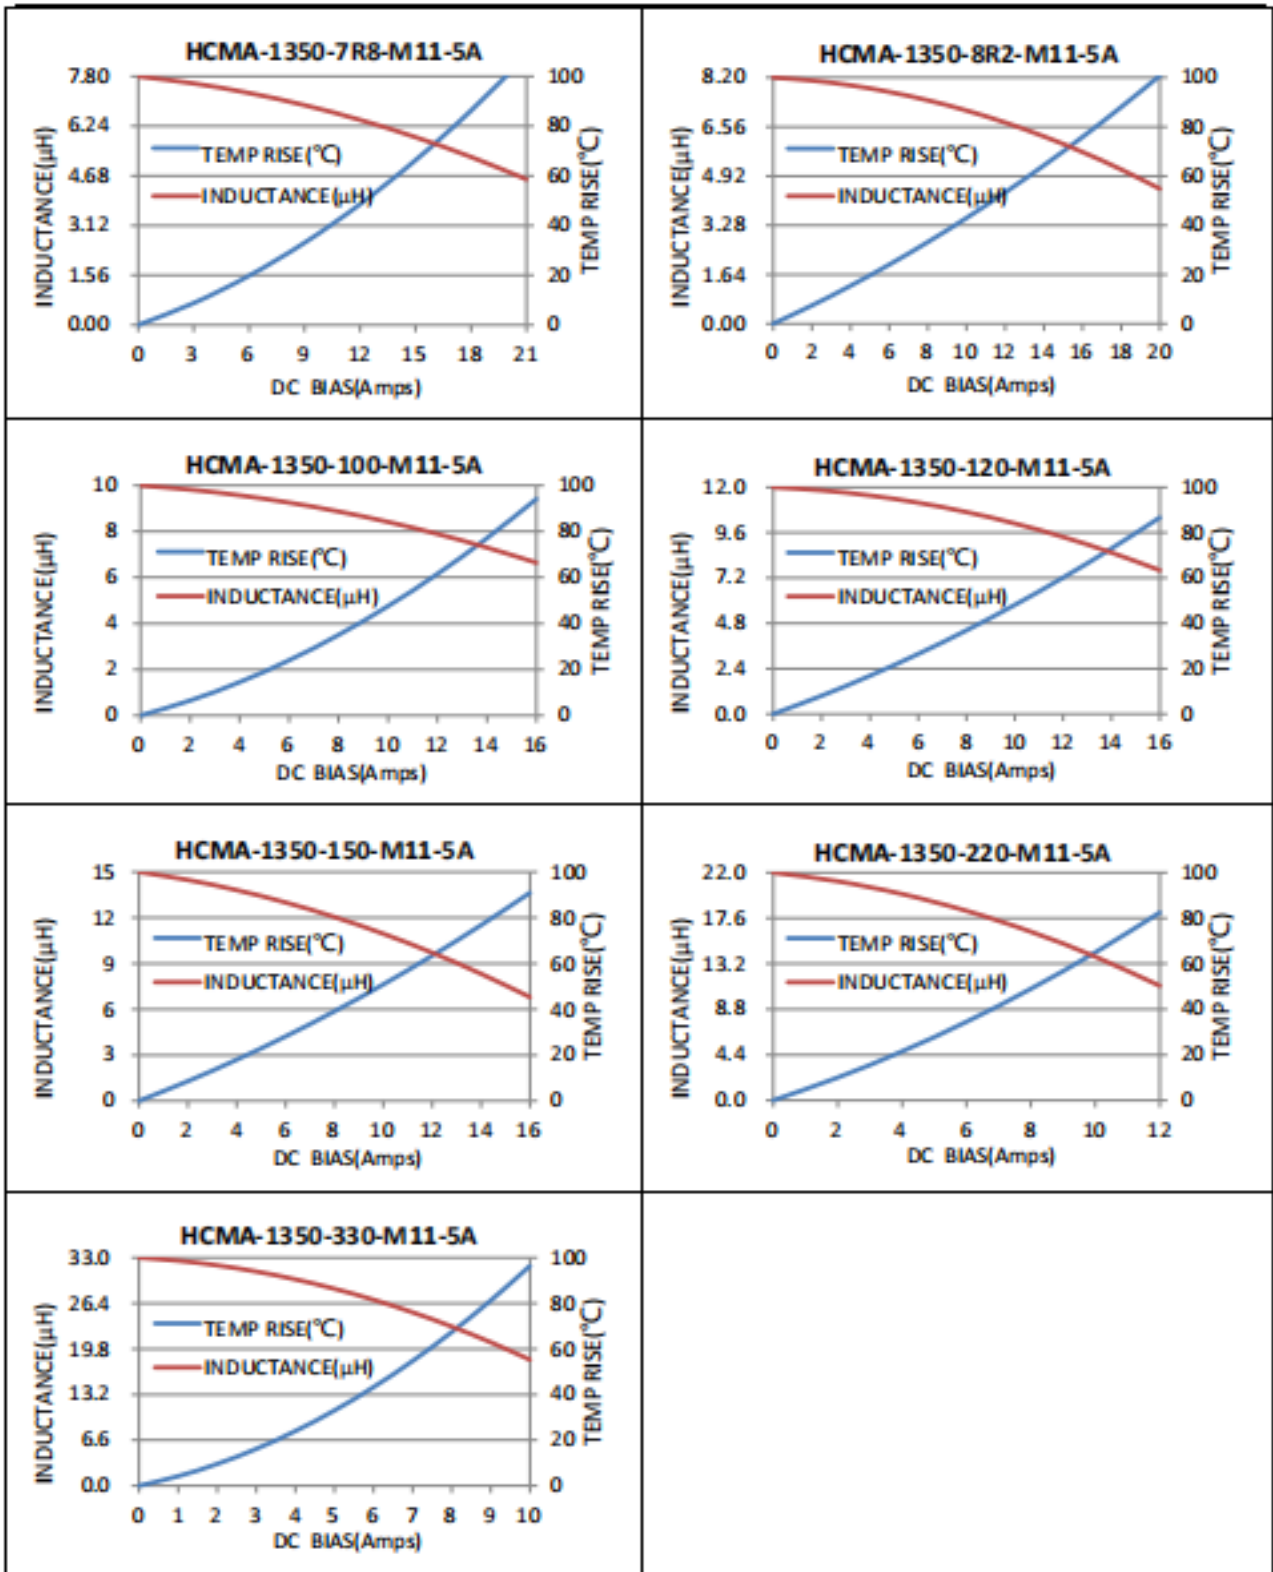 HCMA-1350-7R8-M11-5A
7.80
6.24
4.68
3.12
1.56
0.00
INDUCTANCE(μH)
TEMP RISE(℃)
INDUCTANCE(μH)
100
80
60
40
20
0
TEMP RISE(℃)
0 3 6 9 12 15 18 21
DC BIAS(Amps)
HCMA-1350-8R2-M11-5A
8.20
6.56
4.92
3.28
1.64
0.00
INDUCTANCE(μH)
TEMP RISE(℃)
INDUCTANCE(μH)
100
80
60
40
20
0
TEMP RISE(℃)
0 2 4 6 8 10 12 14 16 18 20
DC BIAS(Amps)
HCMA-1350-100-M11-5A
10
8
6
4
2
0
INDUCTANCE(μH)
TEMP RISE(℃)
INDUCTANCE(μH)
100
80
60
40
20
0
TEMP RISE(℃)
0 2 4 6 8 10 12 14 16
DC BIAS(Amps)
HCMA-1350-120-M11-5A
12.0
9.6
7.2
4.8
2.4
0.0
INDUCTANCE(μH)
TEMP RISE(℃)
INDUCTANCE(μH)
100
80
60
40
20
0
TEMP RISE(℃)
0 2 4 6 8 10 12 14 16
DC BIAS(Amps)
HCMA-1350-150-M11-5A
15
12
9
6
3
0
INDUCTANCE(μH)
TEMP RISE(℃)
INDUCTANCE(μH)
100
80
60
40
20
0
TEMP RISE(℃)
0 2 4 6 8 10 12 14 16
DC BIAS(Amps)
HCMA-1350-220-M11-5A
22.0
17.6
13.2
8.8
4.4
0.0
INDUCTANCE(μH)
TEMP RISE(℃)
INDUCTANCE(μH)
100
80
60
40
20
0
TEMP RISE(℃)
0 2 4 6 8 10 12
DC BIAS(Amps)
HCMA-1350-330-M11-5A
33.0
26.4
19.8
13.2
6.6
0.0
INDUCTANCE(μH)
TEMP RISE(℃)
INDUCTANCE(μH)
100
80
60
40
20
0
TEMP RISE(℃)
0 1 2 3 4 5 6 7 8 9 10
DC BIAS(Amps)